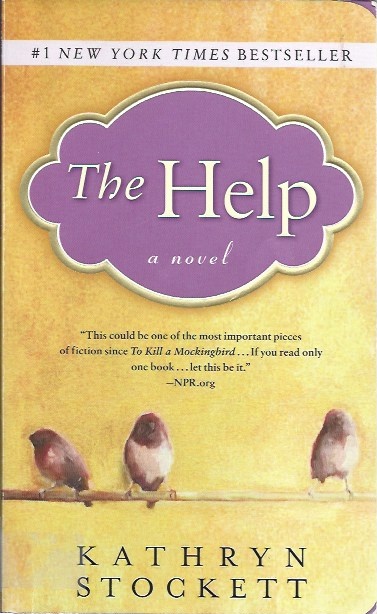 #1 NEW YORK TIMES BESTSELLER
The Help
a novel
“This could be one of the most important pieces
of fiction since To Kill a Mockingbird...If you read only
one book...let this be it.”
—NPR.org
KATHRYN
STOCKETT